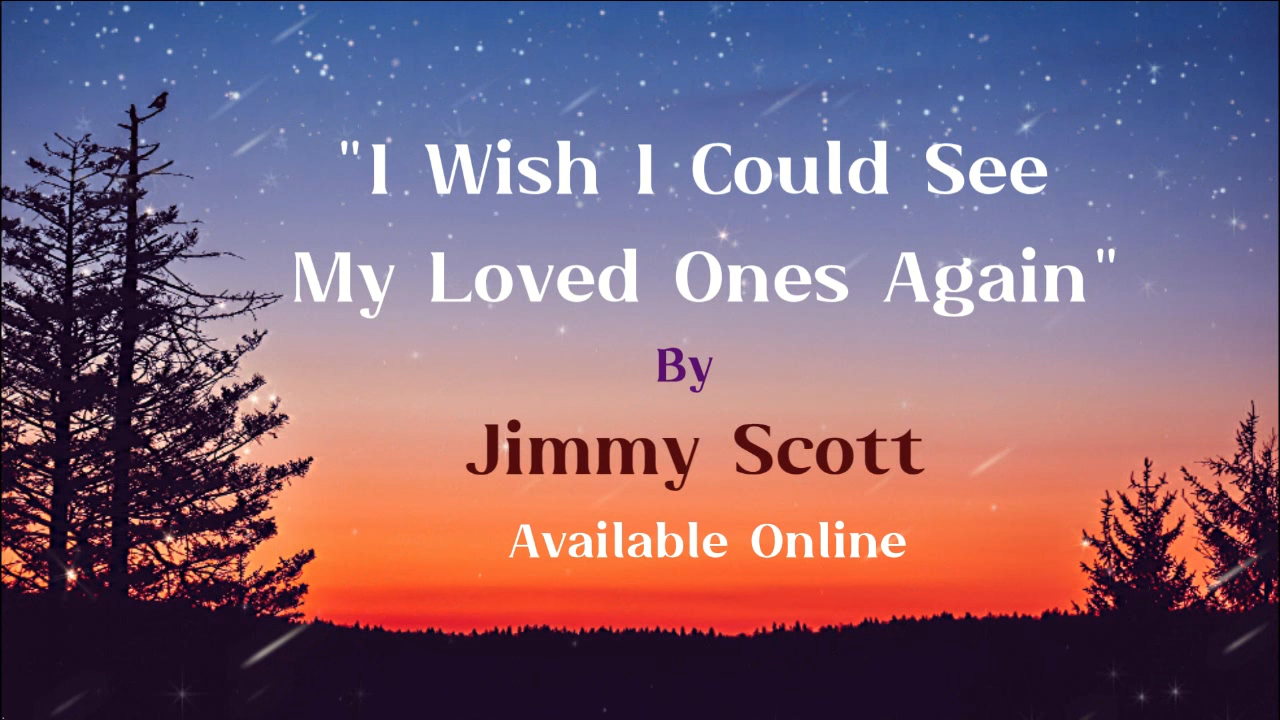 "I Wish I Could See
My Loved Ones Again"
By
Jimmy Scott
Available Online